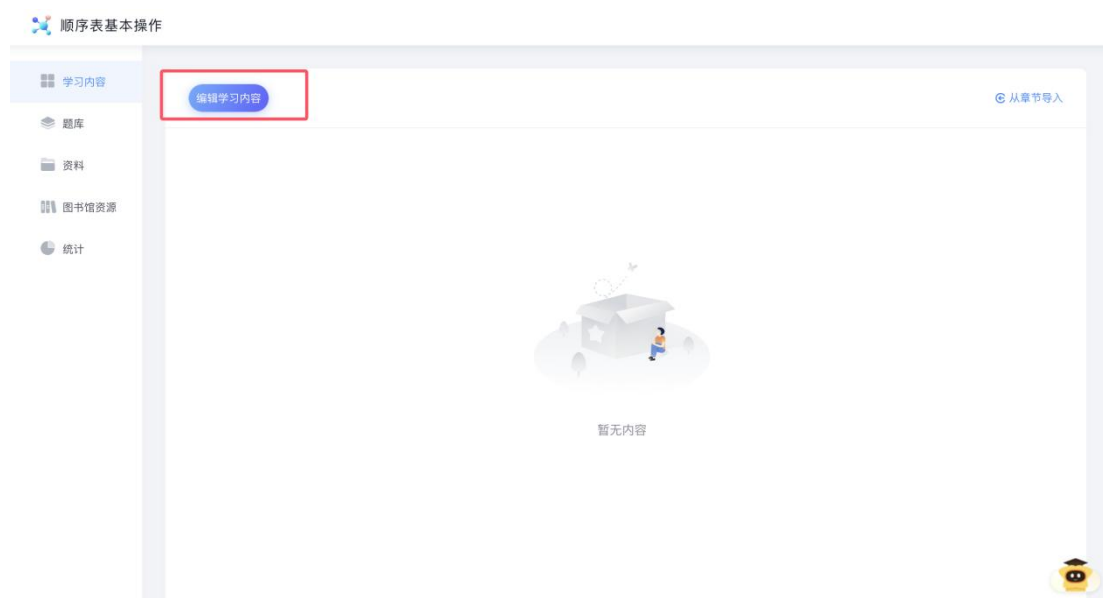 顺序表基本操作
学习内容
编辑学习内容
从章节导入
题库
资料
图书馆资源
统计
暂无内容